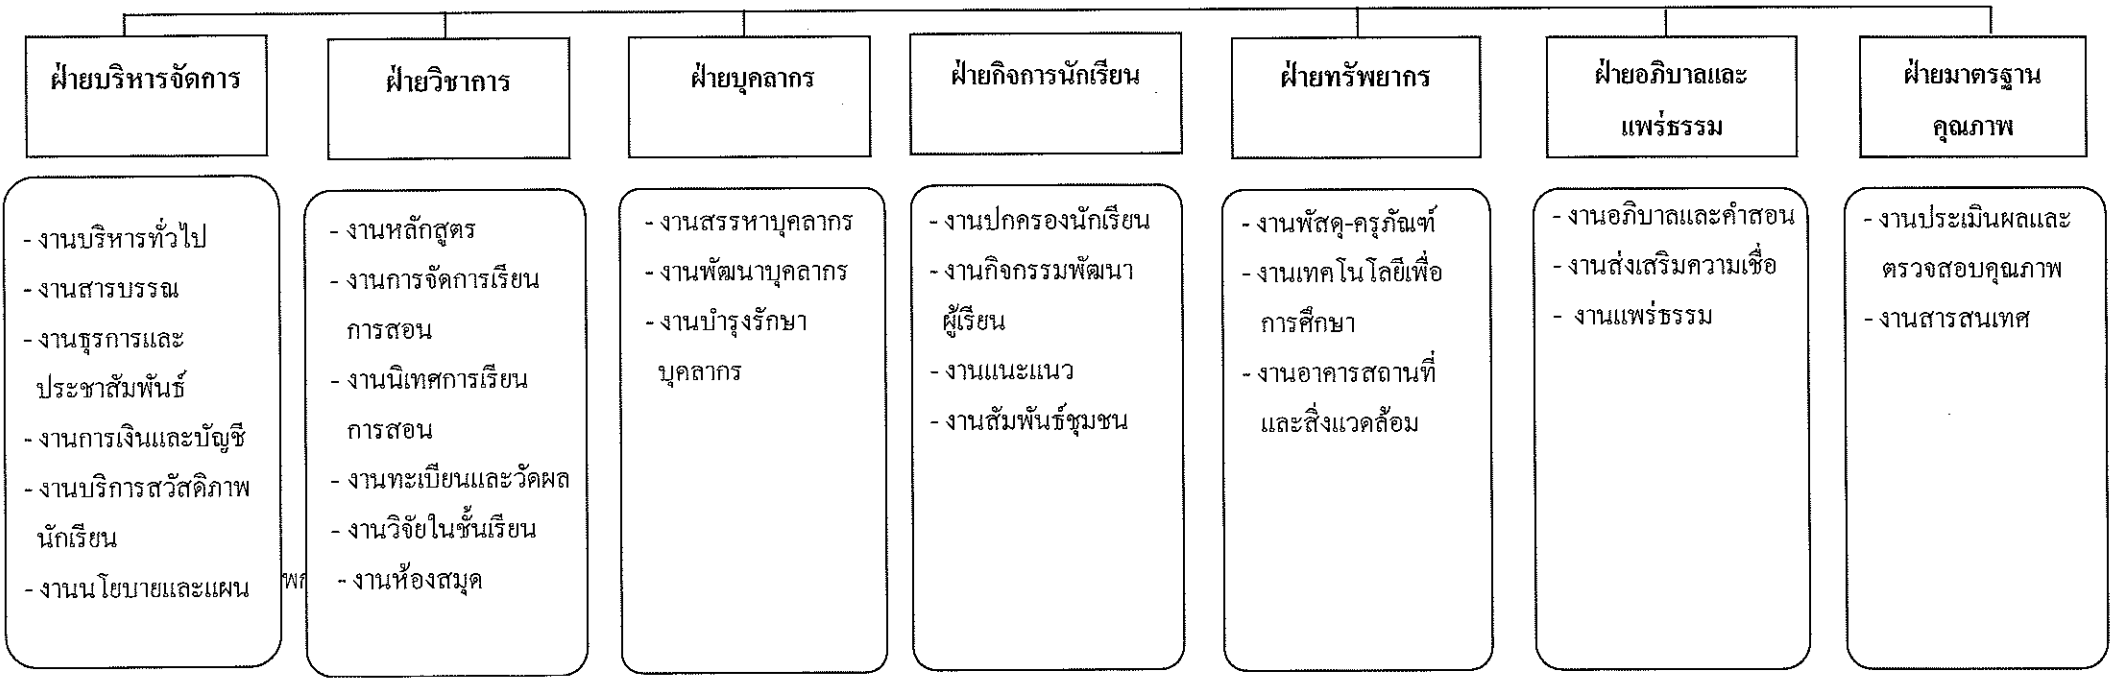 ฝ่ายบริหารจัดการ
- งานบริหารทั่วไป
- งานสารบรรณ
- งานธุรการและ
ประชาสัมพันธ์
- งานการเงินและบัญชี
- งานบริการสวัสดิภาพ
นักเรียน
- งานนโยบายและแผน
ฝ่ายวิชาการ
- งานหลักสูตร
- งานการจัดการเรียน
การสอน
- งานนิเทศการเรียน
การสอน
- งานทะเบียนและวัดผล
- งานวิจัยในชั้นเรียน
- งานห้องสมุด
ฝ่ายบุคลากร
- งานสรรหาบุคลากร
- งานพัฒนาบุคลากร
- งานบำรุงรักษา
บุคลากร
ฝ่ายกิจการนักเรียน
- งานปกครองนักเรียน
- งานกิจกรรมพัฒนา
ผู้เรียน
- งานแนะแนว
- งานสัมพันธ์ชุมชน
ฝ่ายทรัพยากร
- งานพัสดุ-ครุภัณฑ์
- งานเทคโนโลยีเพื่อ
การศึกษา
- งานอาคารสถานที่
และสิ่งแวดล้อม
ฝ่ายอภิบาลและ
แพร่ธรรม
- งานอภิบาลและคำสอน
- งานส่งเสริมความเชื่อ
- งานแพร่ธรรม
ฝ่ายมาตรฐาน
คุณภาพ
- งานประเมินผลและ
ตรวจสอบคุณภาพ
- งานสารสนเทศ